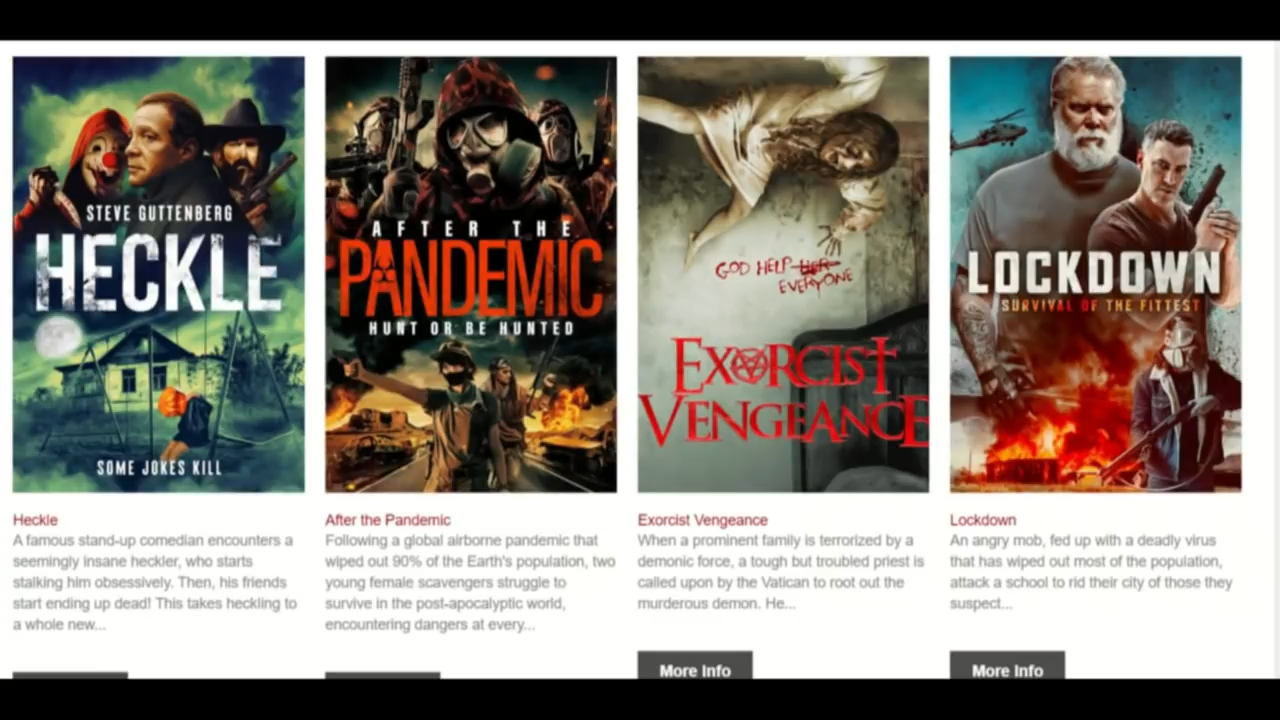 STEVE GUTTENBERG
HECKLE
SOME JOKES KILL
AFTER THE
PANDEMIC
HUNT OR BE HUNTED
GOD HELP HER
EVERYONE
EXORCIST
VENGEANCE
LOCKDOWN
SURVIVAL OF THE FITTEST
Heckle
A famous stand-up comedian encounters a
seemingly insane heckler, who starts
stalking him obsessively. Then, his friends
start ending up dead! This takes heckling to
a whole new...
After the Pandemic
Following a global airborne pandemic that
wiped out 90% of the Earth's population, two
young female scavengers struggle to
survive in the post-apocalyptic world,
encountering dangers at every...
Exorcist Vengeance
When a prominent family is terrorized by a
demonic force, a tough but troubled priest is
called upon by the Vatican to root out the
murderous demon. He...
More Info
Lockdown
An angry mob, fed up with a deadly virus
that has wiped out most of the population,
attack a school to rid their city of those they
suspect...
More Info